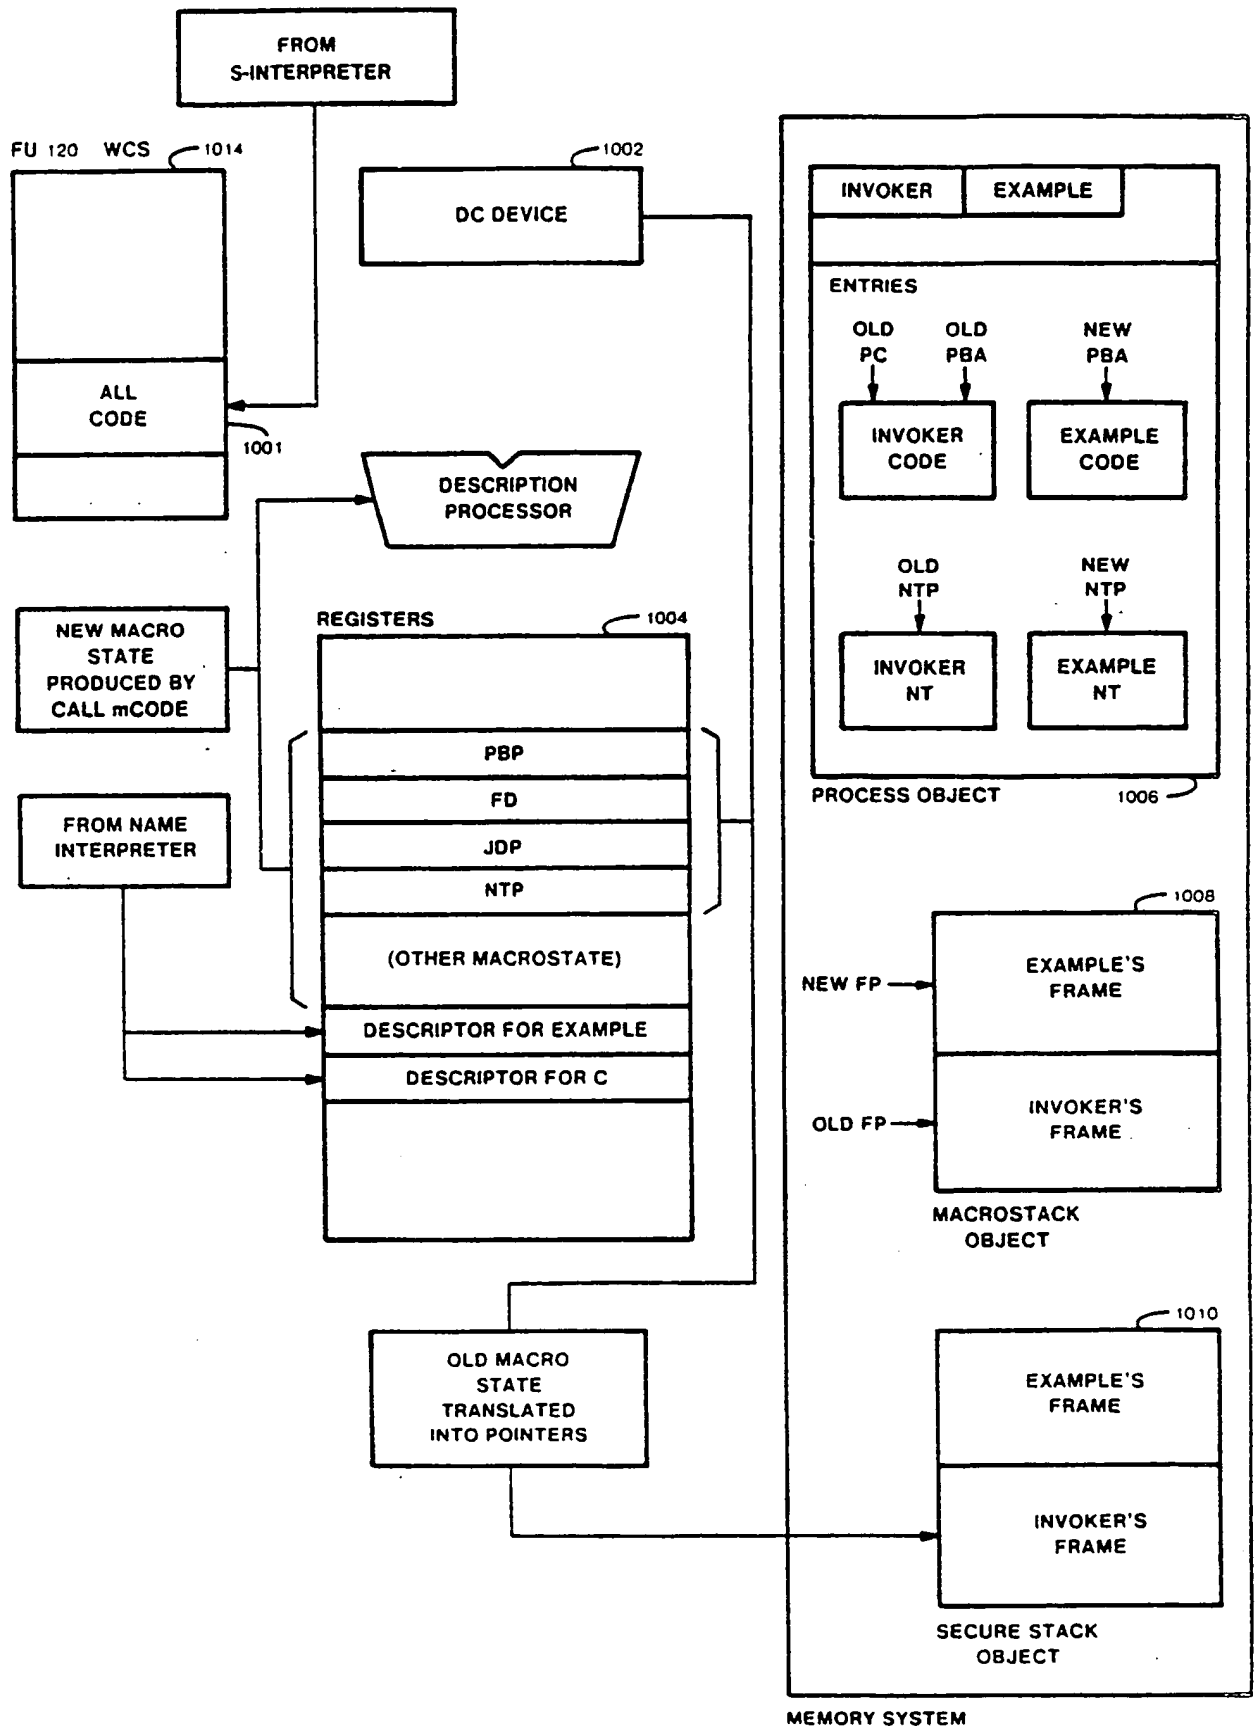 FROM
S-INTERPRETER
FU 120 WCS 1014
ALL
CODE
1001
1002
DC DEVICE
DESCRIPTION
PROCESSOR
NEW MACRO
STATE
PRODUCED BY
CALL mCODE
FROM NAME
INTERPRETER
REGISTERS 1004
PBP
FD
JDP
NTP
(OTHER MACROSTATE)
DESCRIPTOR FOR EXAMPLE
DESCRIPTOR FOR C
OLD MACRO
STATE
TRANSLATED
INTO POINTERS
INVOKER EXAMPLE
ENTRIES
OLD
PC
OLD
PBA
NEW
PBA
INVOKER
CODE
EXAMPLE
CODE
OLD
NTP
NEW
NTP
INVOKER
NT
EXAMPLE
NT
PROCESS OBJECT 1006
1008
NEW FP
EXAMPLE'S
FRAME
OLD FP
INVOKER'S
FRAME
MACROSTACK
OBJECT
1010
EXAMPLE'S
FRAME
INVOKER'S
FRAME
SECURE STACK
OBJECT
MEMORY SYSTEM